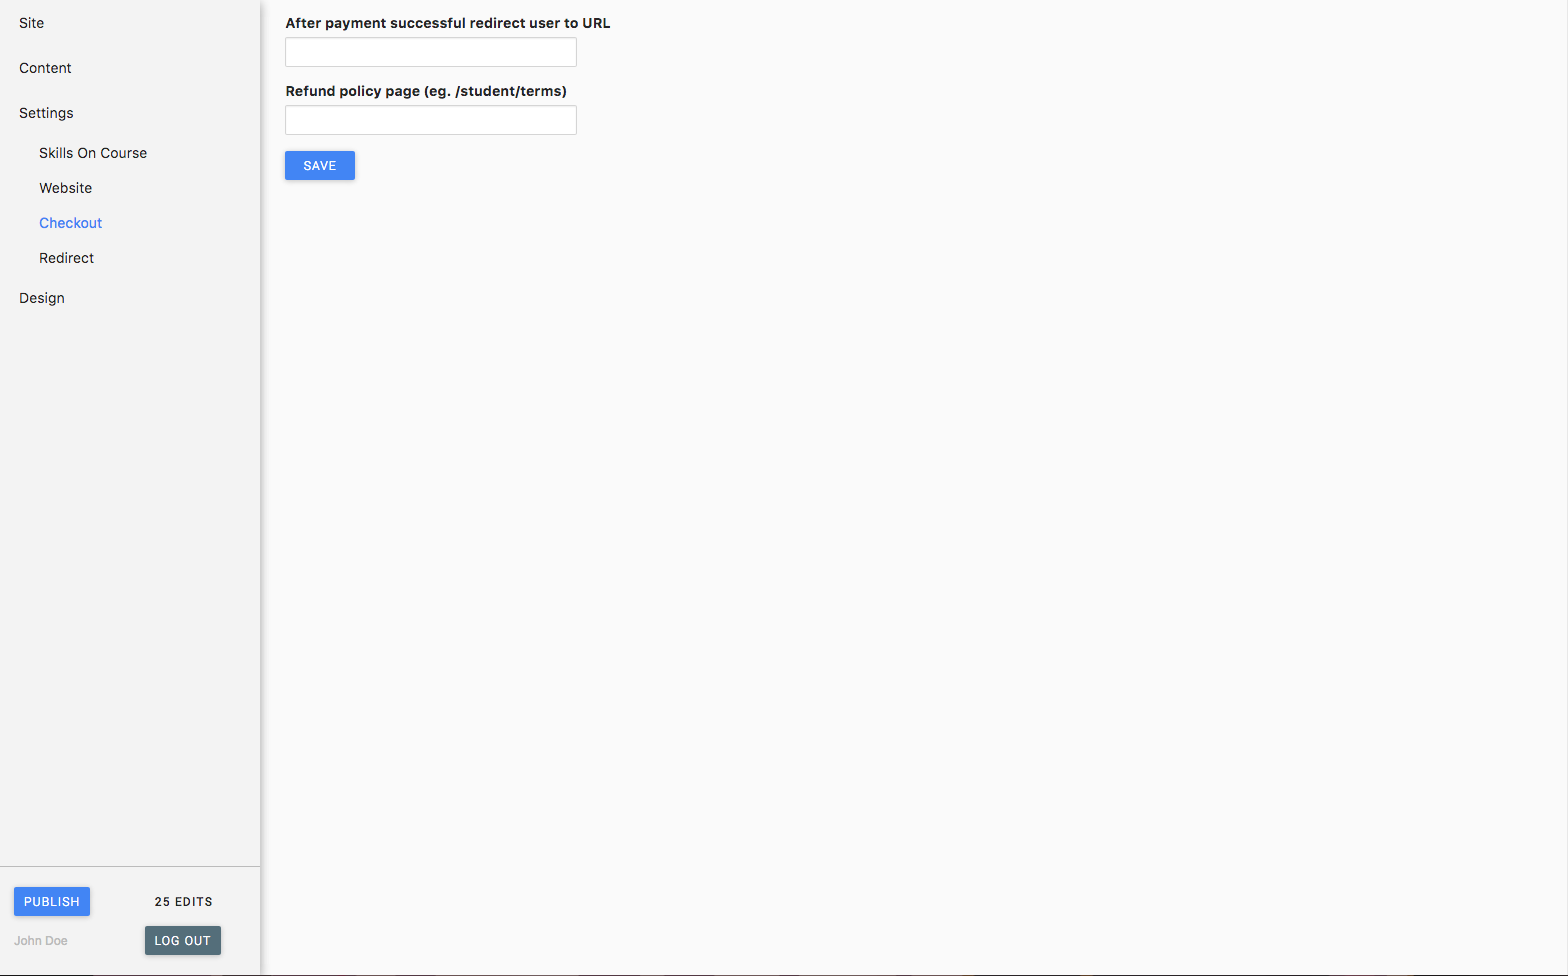 Site
Content
Settings
Skills On Course
Website
Checkout
Redirect
Design
PUBLISH
25 EDITS
John Doe
LOG OUT
After payment successful redirect user to URL
Refund policy page (eg. /student/terms)
SAVE